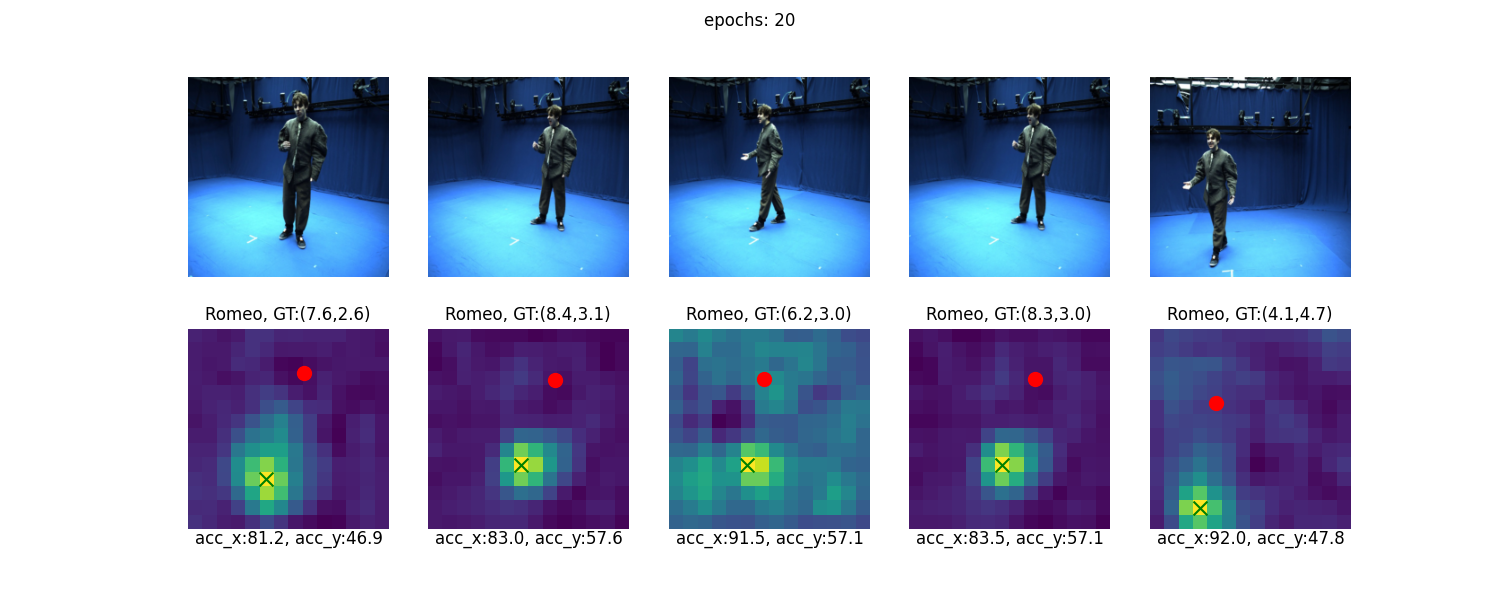 epochs: 20
Romeo, GT:(7.6,2.6)
Romeo, GT:(8.4,3.1)
Romeo, GT:(6.2,3.0)
Romeo, GT:(8.3,3.0)
Romeo, GT:(4.1,4.7)
acc_x:81.2, acc_y:46.9
acc_x:83.0, acc_y:57.6
acc_x:91.5, acc_y:57.1
acc_x:83.5, acc_y:57.1
acc_x:92.0, acc_y:47.8